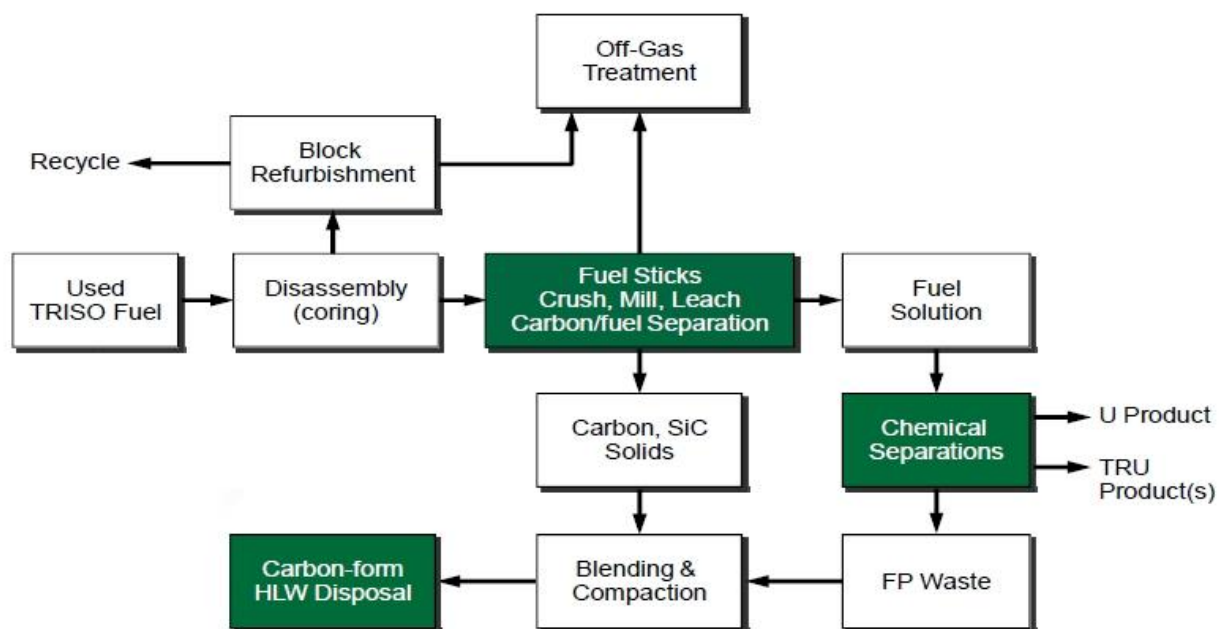 Off-Gas
Treatment
Recycle
Block
Refurbishment
Used
TRISO Fuel
Disassembly
(coring)
Fuel Sticks
Crush, Mill, Leach
Carbon/fuel Separation
Fuel
Solution
Carbon, SiC
Solids
Chemical
Separations
U Product
TRU
Product(s)
Carbon-form
HLW Disposal
Blending &
Compaction
FP Waste